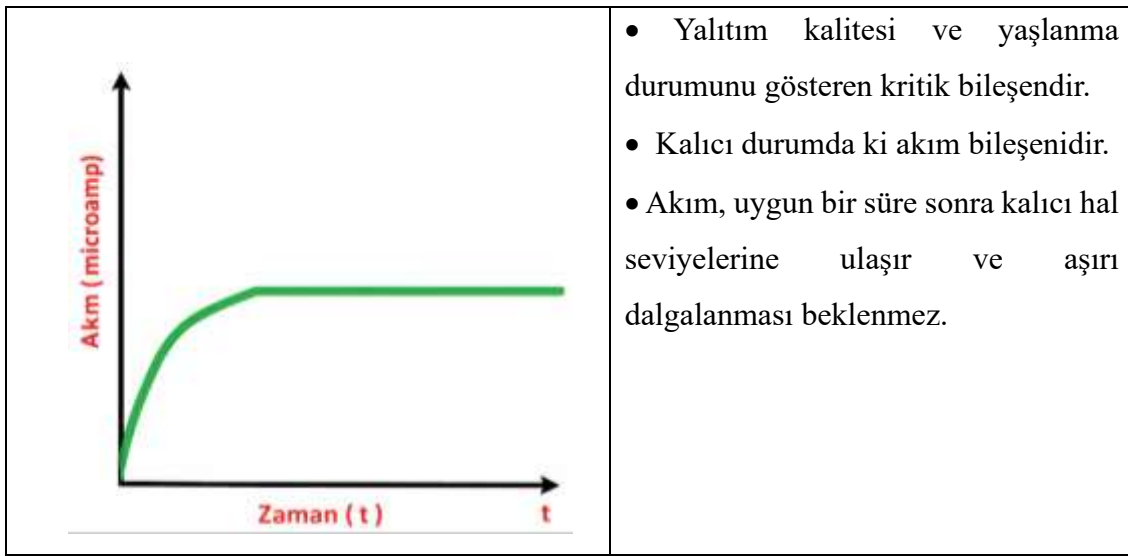 Akm ( microamp)
Zaman ( t )
t
• Yalıtım kalitesi ve yaşlanma
durumunu gösteren kritik bileşendir.
• Kalıcı durumda ki akım bileşenidir.
• Akım, uygun bir süre sonra kalıcı hal
seviyelerine ulaşır ve aşırı
dalgalanması beklenmez.